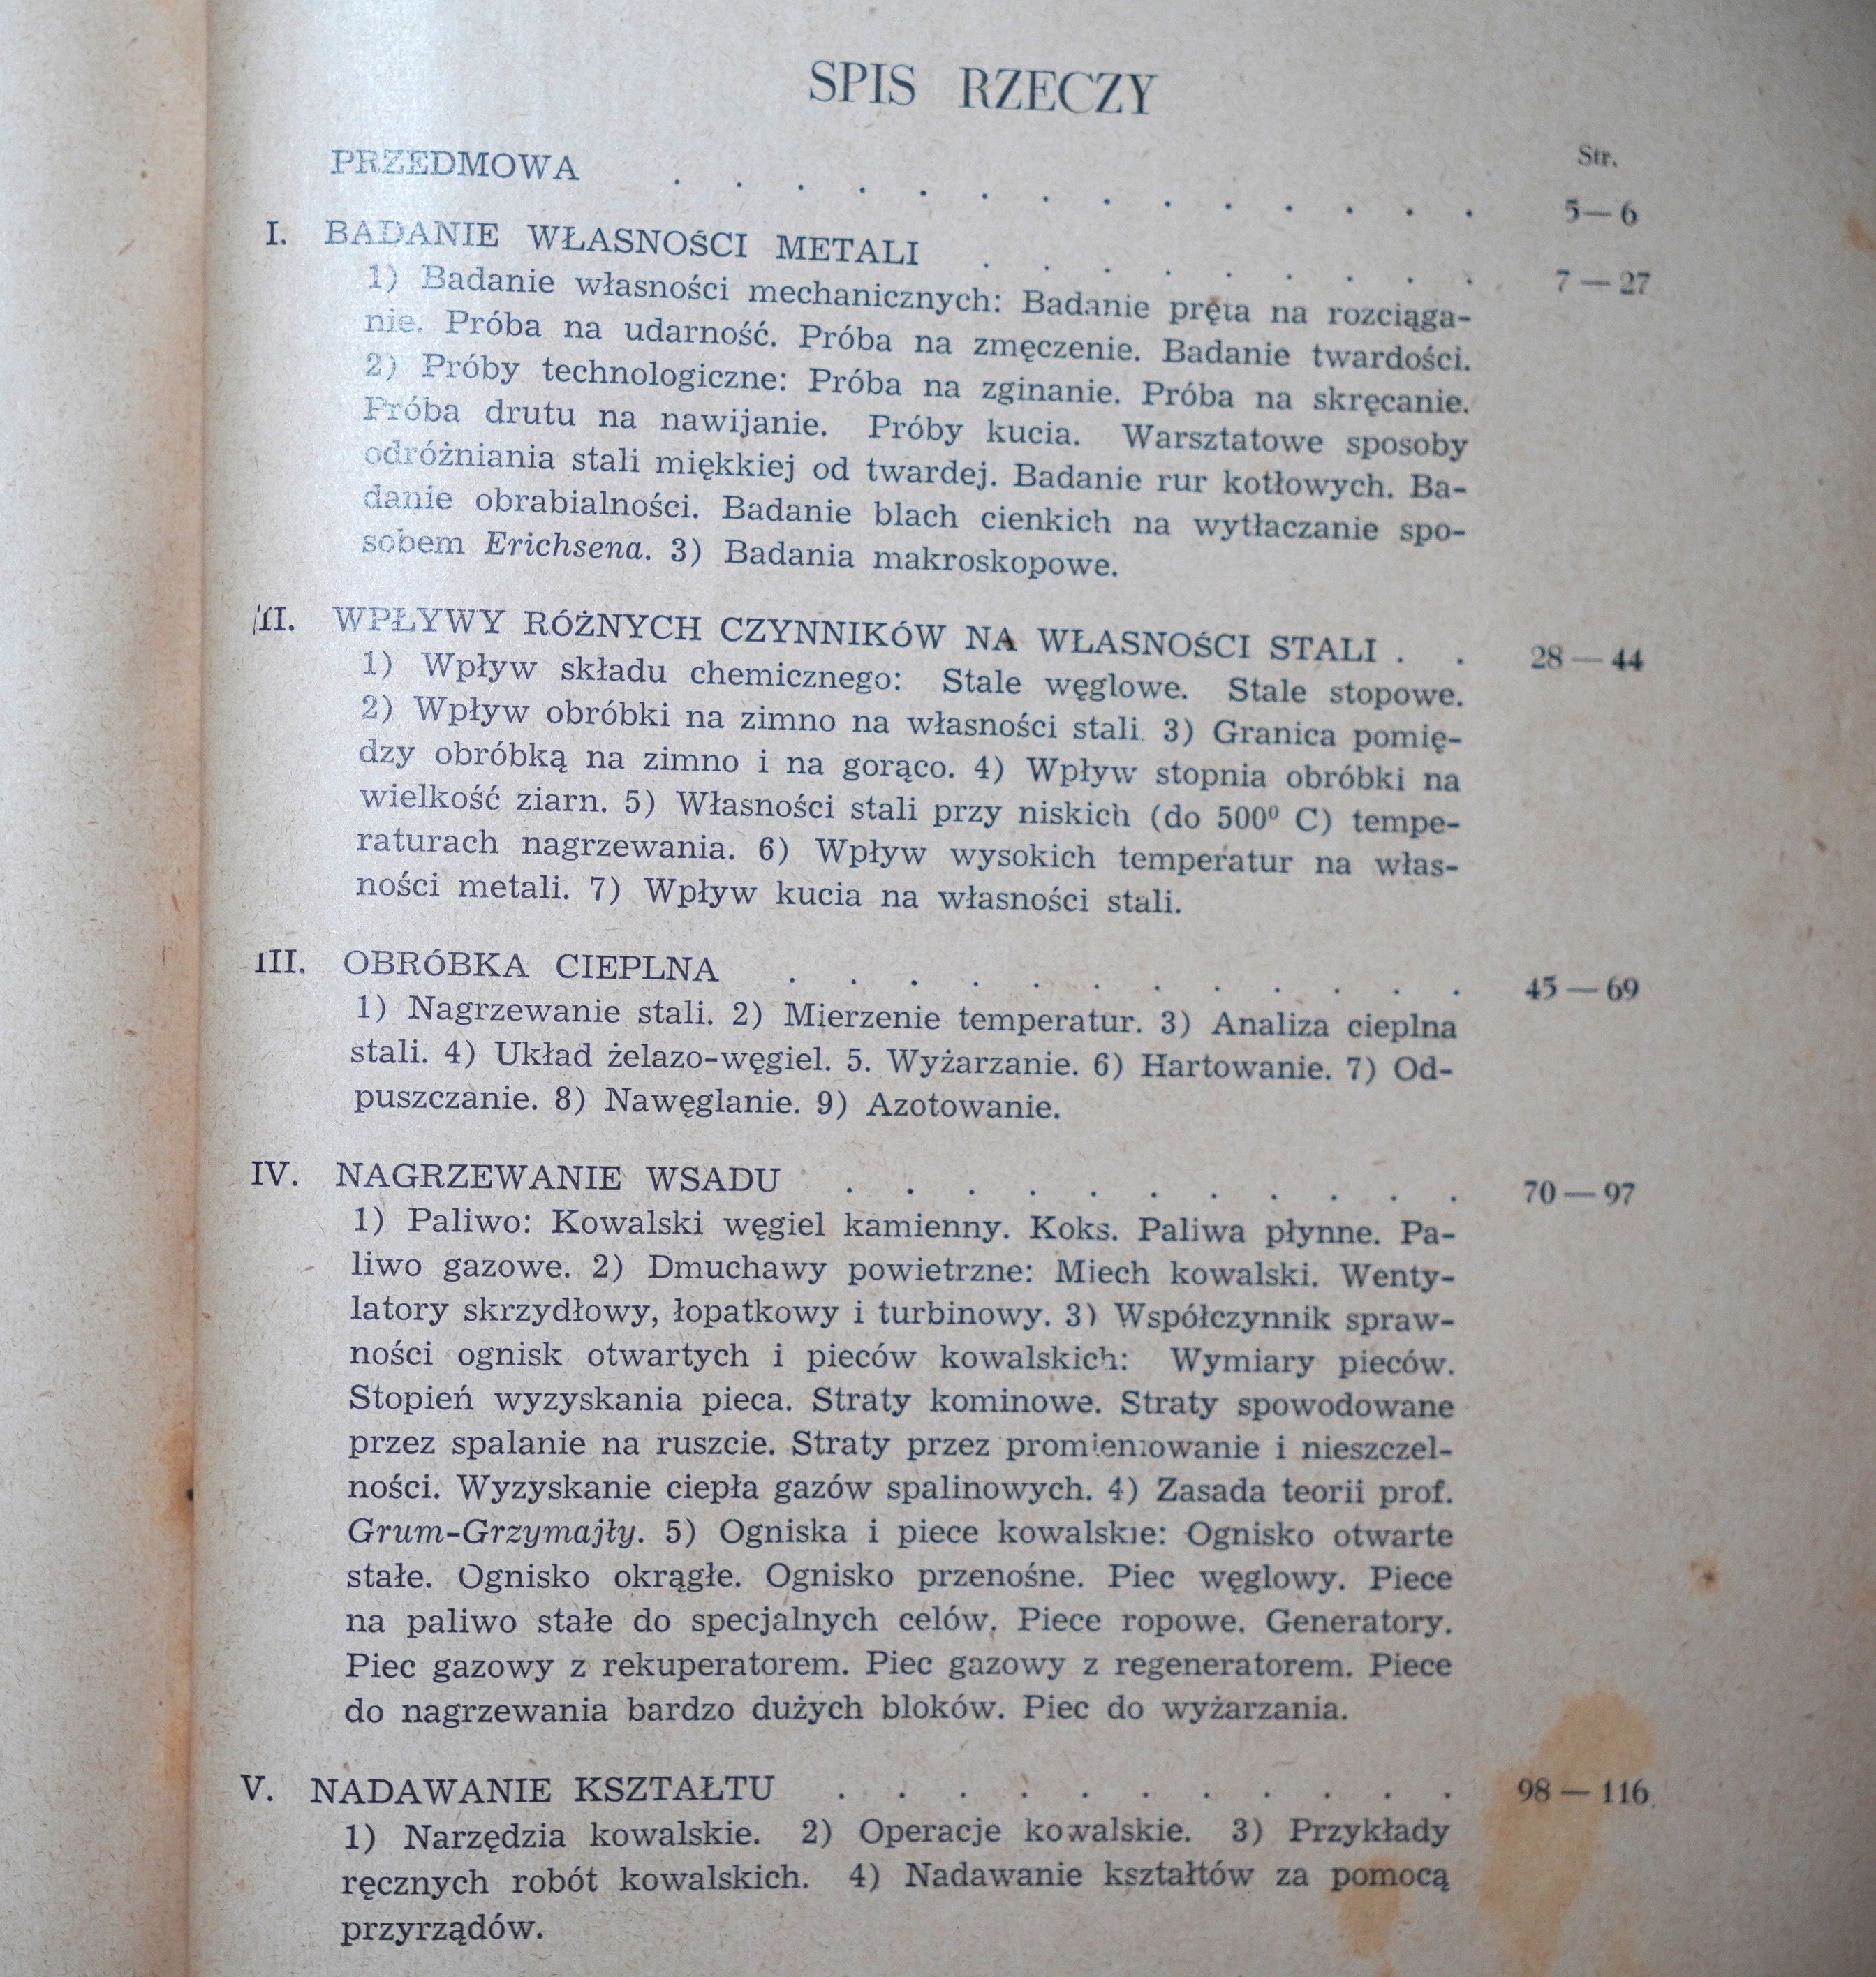 SPIS RZECZY
Str.
PRZEDMOWA . . . . . . . . . . . . . . 5—6
I. BADANIE WŁASNOŚCI METALI . . . . . . . . . 7—27
1) Badanie własności mechanicznych: Badanie pręta na rozciąga-
nie. Próba na udarność. Próba na zmęczenie. Badanie twardości.
2) Próby technologiczne: Próba na zginanie. Próba na skręcanie.
Próba drutu na nawijanie. Próby kucia. Warsztatowe sposoby
odróżniania stali miękkiej od twardej. Badanie rur kotłowych. Ba-
danie obrabialności. Badanie blach cienkich na wytłaczanie spo-
sobem Erichsena. 3) Badania makroskopowe.
II. WPŁYWY RÓŻNYCH CZYNNIKÓW NA WŁASNOŚCI STALI . . 28—44
1) Wpływ składu chemicznego: Stale węglowe. Stale stopowe.
2) Wpływ obróbki na zimno na własności stali. 3) Granica pomię-
dzy obróbką na zimno i na gorąco. 4) Wpływ stopnia obróbki na
wielkość ziarn. 5) Własności stali przy niskich (do 500⁰ C) tempe-
raturach nagrzewania. 6) Wpływ wysokich temperatur na włas-
ności metali. 7) Wpływ kucia na własności stali.
III. OBRÓBKA CIEPLNA . . . . . . . . . . . . 45—69
1) Nagrzewanie stali. 2) Mierzenie temperatur. 3) Analiza cieplna
stali. 4) Układ żelazo-węgiel. 5. Wyżarzanie. 6) Hartowanie. 7) Od-
puszczanie. 8) Nawęglanie. 9) Azotowanie.
IV. NAGRZEWANIE WSADU . . . . . . . . . . . 70—97
1) Paliwo: Kowalski węgiel kamienny. Koks. Paliwa płynne. Pa-
liwo gazowe. 2) Dmuchawy powietrzne: Miech kowalski. Wenty-
latory skrzydłowy, łopatkowy i turbinowy. 3) Współczynnik spraw-
ności ognisk otwartych i pieców kowalskich: Wymiary pieców.
Stopień wyzyskania pieca. Straty kominowe. Straty spowodowane
przez spalanie na ruszcie. Straty przez promieniowanie i nieszczel-
ności. Wyzyskanie ciepła gazów spalinowych. 4) Zasada teorii prof.
Grum-Grzymajły. 5) Ogniska i piece kowalskie: Ognisko otwarte
stałe. Ognisko okrągłe. Ognisko przenośne. Piec węglowy. Piece
na paliwo stałe do specjalnych celów. Piece ropowe. Generatory.
Piec gazowy z rekuperatorem. Piec gazowy z regeneratorem. Piece
do nagrzewania bardzo dużych bloków. Piec do wyżarzania.
V. NADAWANIE KSZTAŁTU . . . . . . . . . . . 98—116
1) Narzędzia kowalskie. 2) Operacje kowalskie. 3) Przykłady
ręcznych robót kowalskich. 4) Nadawanie kształtów za pomocą
przyrządów.